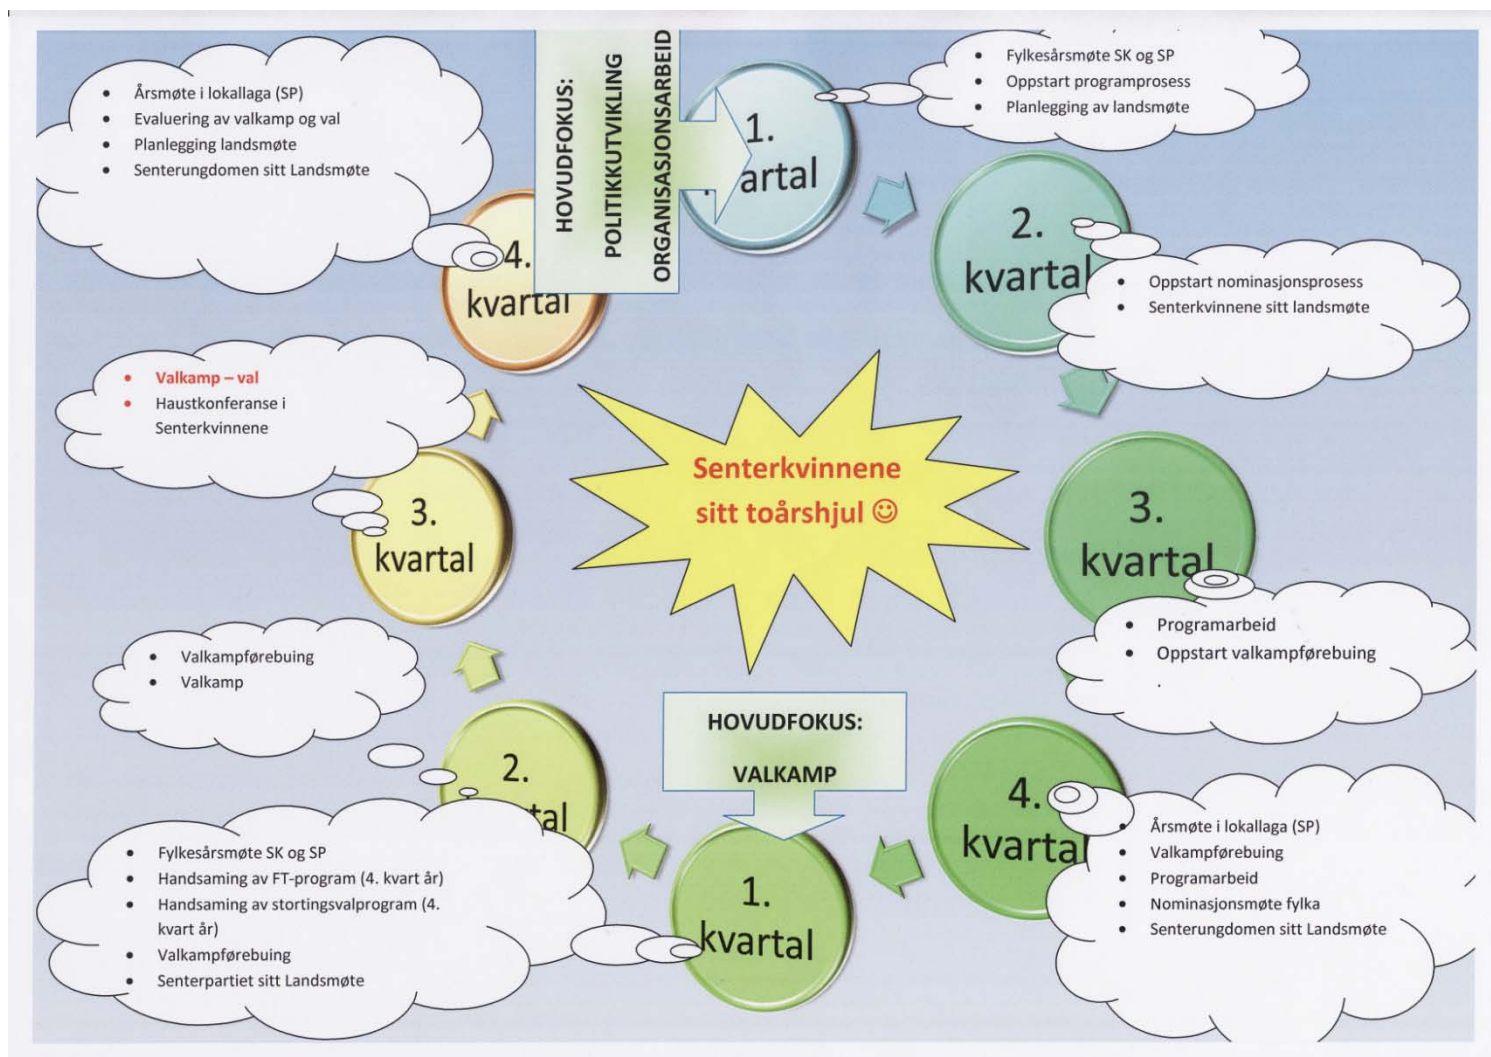 HOVUDFOKUS:
POLITIKKUTVIKLING
ORGANISASJONSARBEID
1.
artal
• Fylkesårsmøte SK og SP
• Oppstart programprosess
• Planlegging av landsmøte
2.
kvartal
• Oppstart nominasjonsprosess
• Senterkvinnene sitt landsmøte
3.
kvartal
• Programarbeid
• Oppstart valkampførebuing
.
4.
kvartal
• Årsmøte i lokallaga (SP)
• Valkampførebuing
• Programarbeid
• Nominasjonsmøte fylka
• Senterungdomen sitt Landsmøte
HOVUDFOKUS:
VALKAMP
1.
kvartal
• Fylkesårsmøte SK og SP
• Handsaming av FT-program (4. kvart år)
• Handsaming av stortingsvalprogram (4.
kvart år)
• Valkampførebuing
• Senterpartiet sitt Landsmøte
2.
tal
• Valkampførebuing
• Valkamp
3.
kvartal
• Valkamp – val
• Haustkonferanse i
Senterkvinnene
4.
kvartal
• Årsmøte i lokallaga (SP)
• Evaluering av valkamp og val
• Planlegging landsmøte
• Senterungdomen sitt Landsmøte
Senterkvinnene
sitt toårshjul ☺